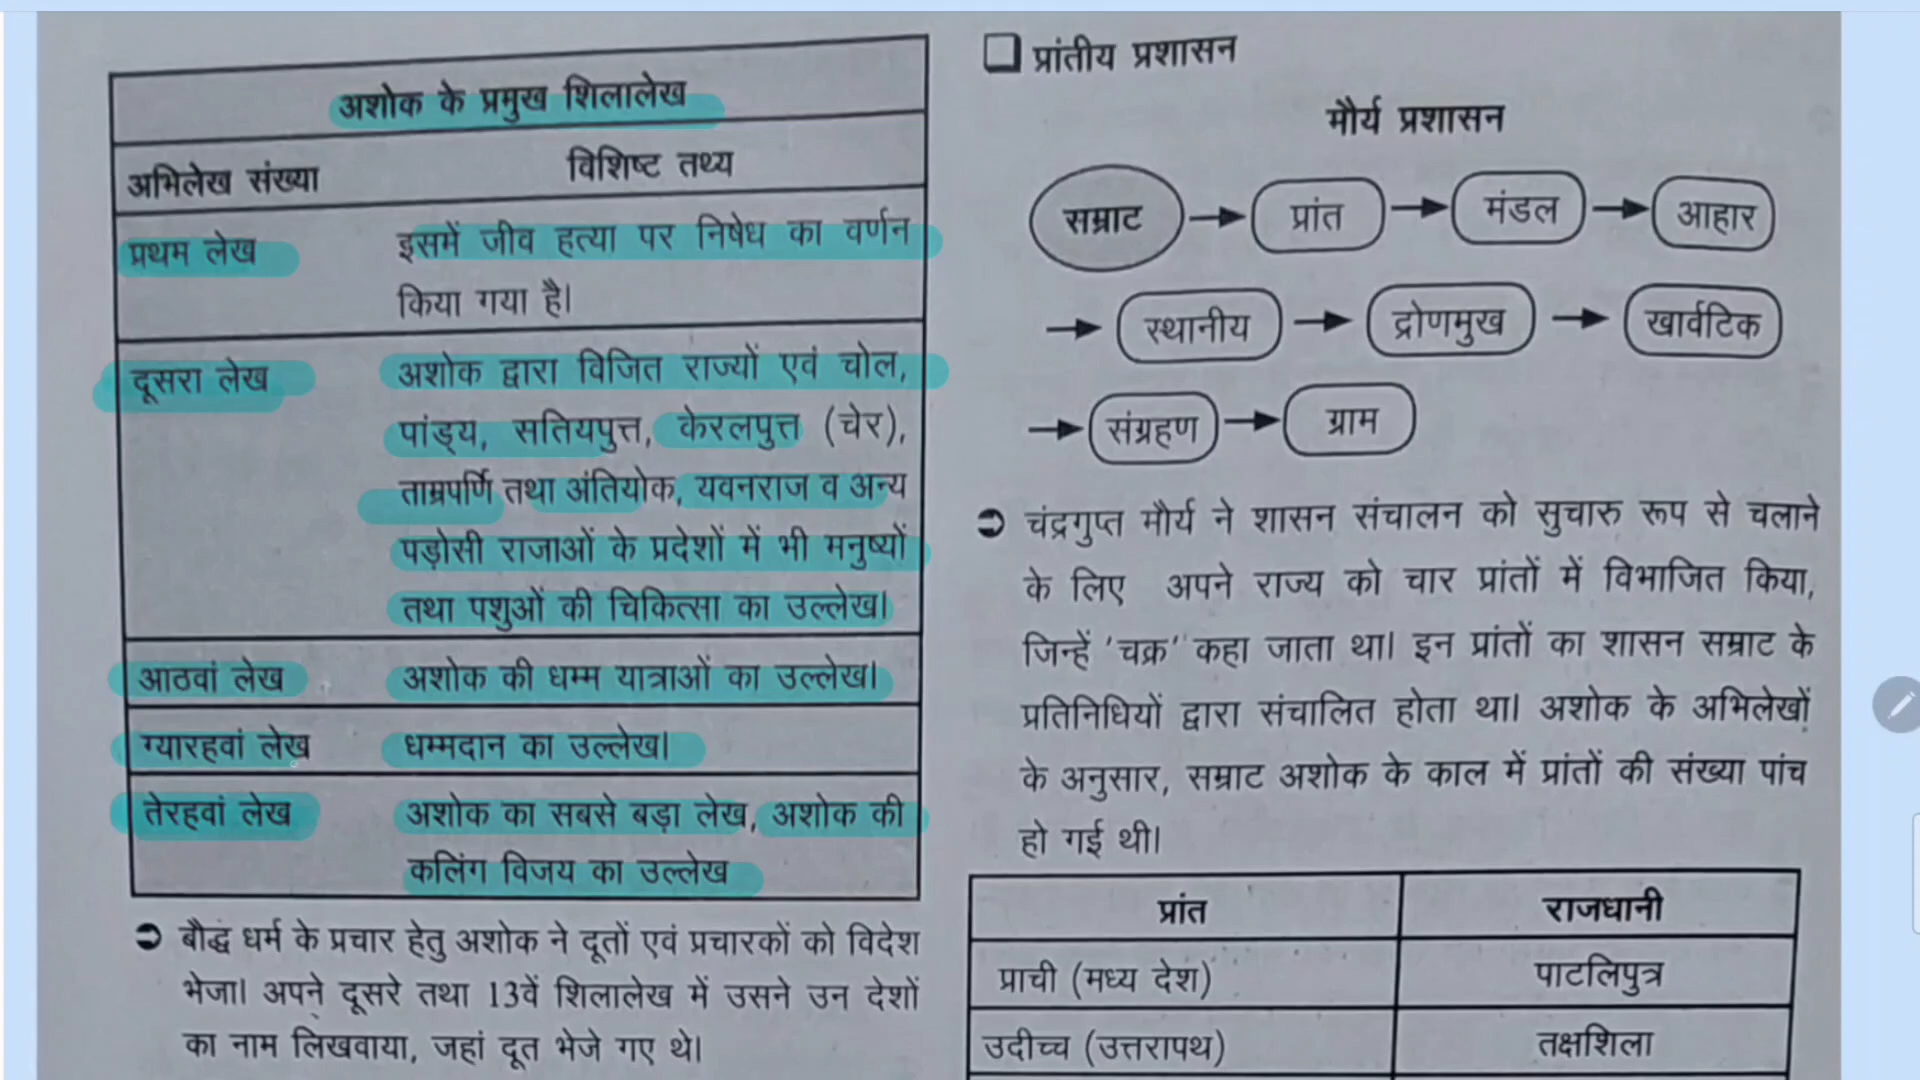 अशोक के प्रमुख शिलालेख
अभिलेख संख्या विशिष्ट तथ्य
प्रथम लेख इसमें जीव हत्या पर निषेध का वर्णन
किया गया है।
दूसरा लेख अशोक द्वारा विजित राज्यों एवं चोल,
पांड्य, सतियपुत्त, केरलपुत्त (चेर),
ताम्रपर्णि तथा अंतियोक, यवनराज व अन्य
पड़ोसी राजाओं के प्रदेशों में भी मनुष्यों
तथा पशुओं की चिकित्सा का उल्लेख।
आठवां लेख अशोक की धम्म यात्राओं का उल्लेख।
ग्यारहवां लेख धम्मदान का उल्लेख।
तेरहवां लेख अशोक का सबसे बड़ा लेख, अशोक की
कलिंग विजय का उल्लेख
बौद्ध धर्म के प्रचार हेतु अशोक ने दूतों एवं प्रचारकों को विदेश
भेजा। अपने दूसरे तथा 13वें शिलालेख में उसने उन देशों
का नाम लिखवाया, जहां दूत भेजे गए थे।
प्रांतीय प्रशासन
मौर्य प्रशासन
सम्राट प्रांत मंडल आहार
स्थानीय द्रोणमुख खार्वटिक
संग्रहण ग्राम
चंद्रगुप्त मौर्य ने शासन संचालन को सुचारु रूप से चलाने
के लिए अपने राज्य को चार प्रांतों में विभाजित किया,
जिन्हें 'चक्र' कहा जाता था। इन प्रांतों का शासन सम्राट के
प्रतिनिधियों द्वारा संचालित होता था। अशोक के अभिलेखों
के अनुसार, सम्राट अशोक के काल में प्रांतों की संख्या पांच
हो गई थी।
प्रांत राजधानी
प्राची (मध्य देश) पाटलिपुत्र
उदीच्च (उत्तरापथ) तक्षशिला